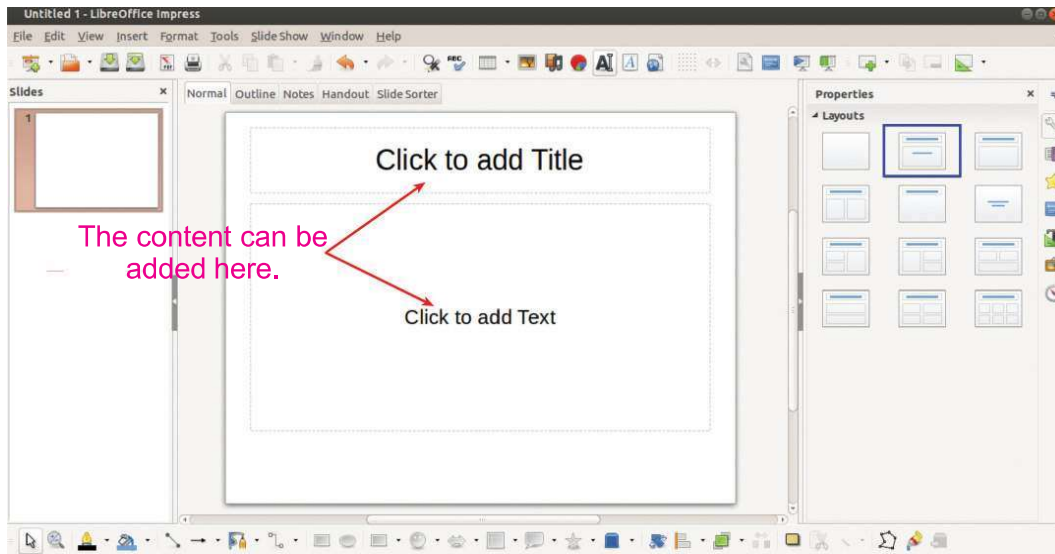 Untitled 1 - LibreOffice Impress
File Edit View Insert Format Tools Slide Show Window Help
Slides
Normal Outline Notes Handout Slide Sorter
Properties
Layouts
1
Click to add Title
The content can be
added here.
Click to add Text